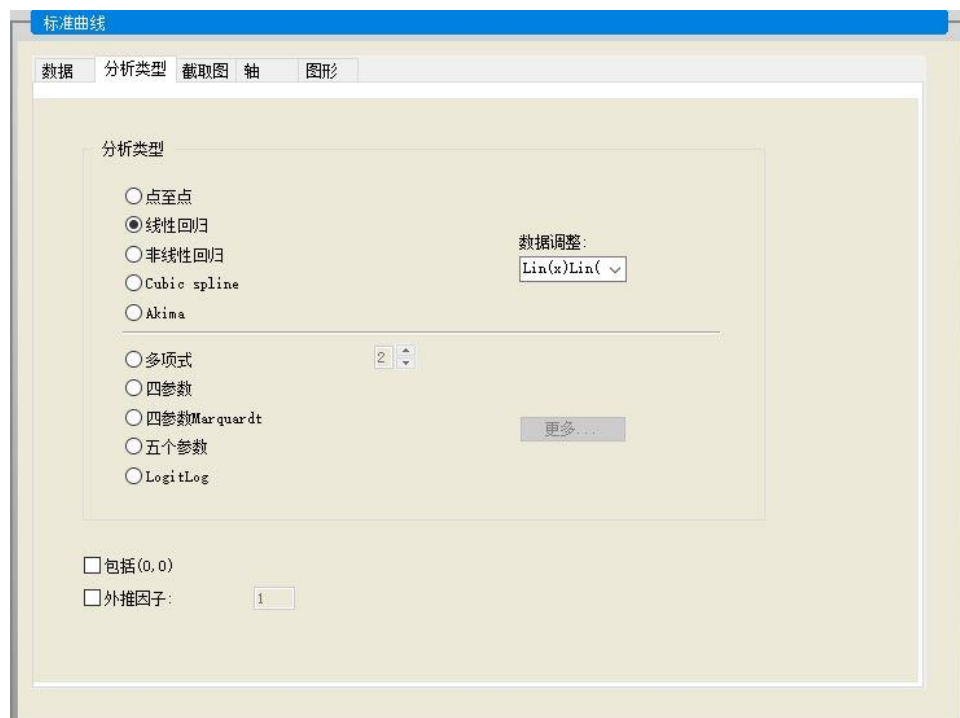 标准曲线
数据 分析类型 截取图 轴 图形
分析类型
点至点
线性回归
非线性回归
数据调整:
Lin(x)Lin(
Cubic spline
Akima
多项式 2
四参数
四参数Marquardt
更多...
五个参数
LogitLog
包括(0,0)
外推因子: 1